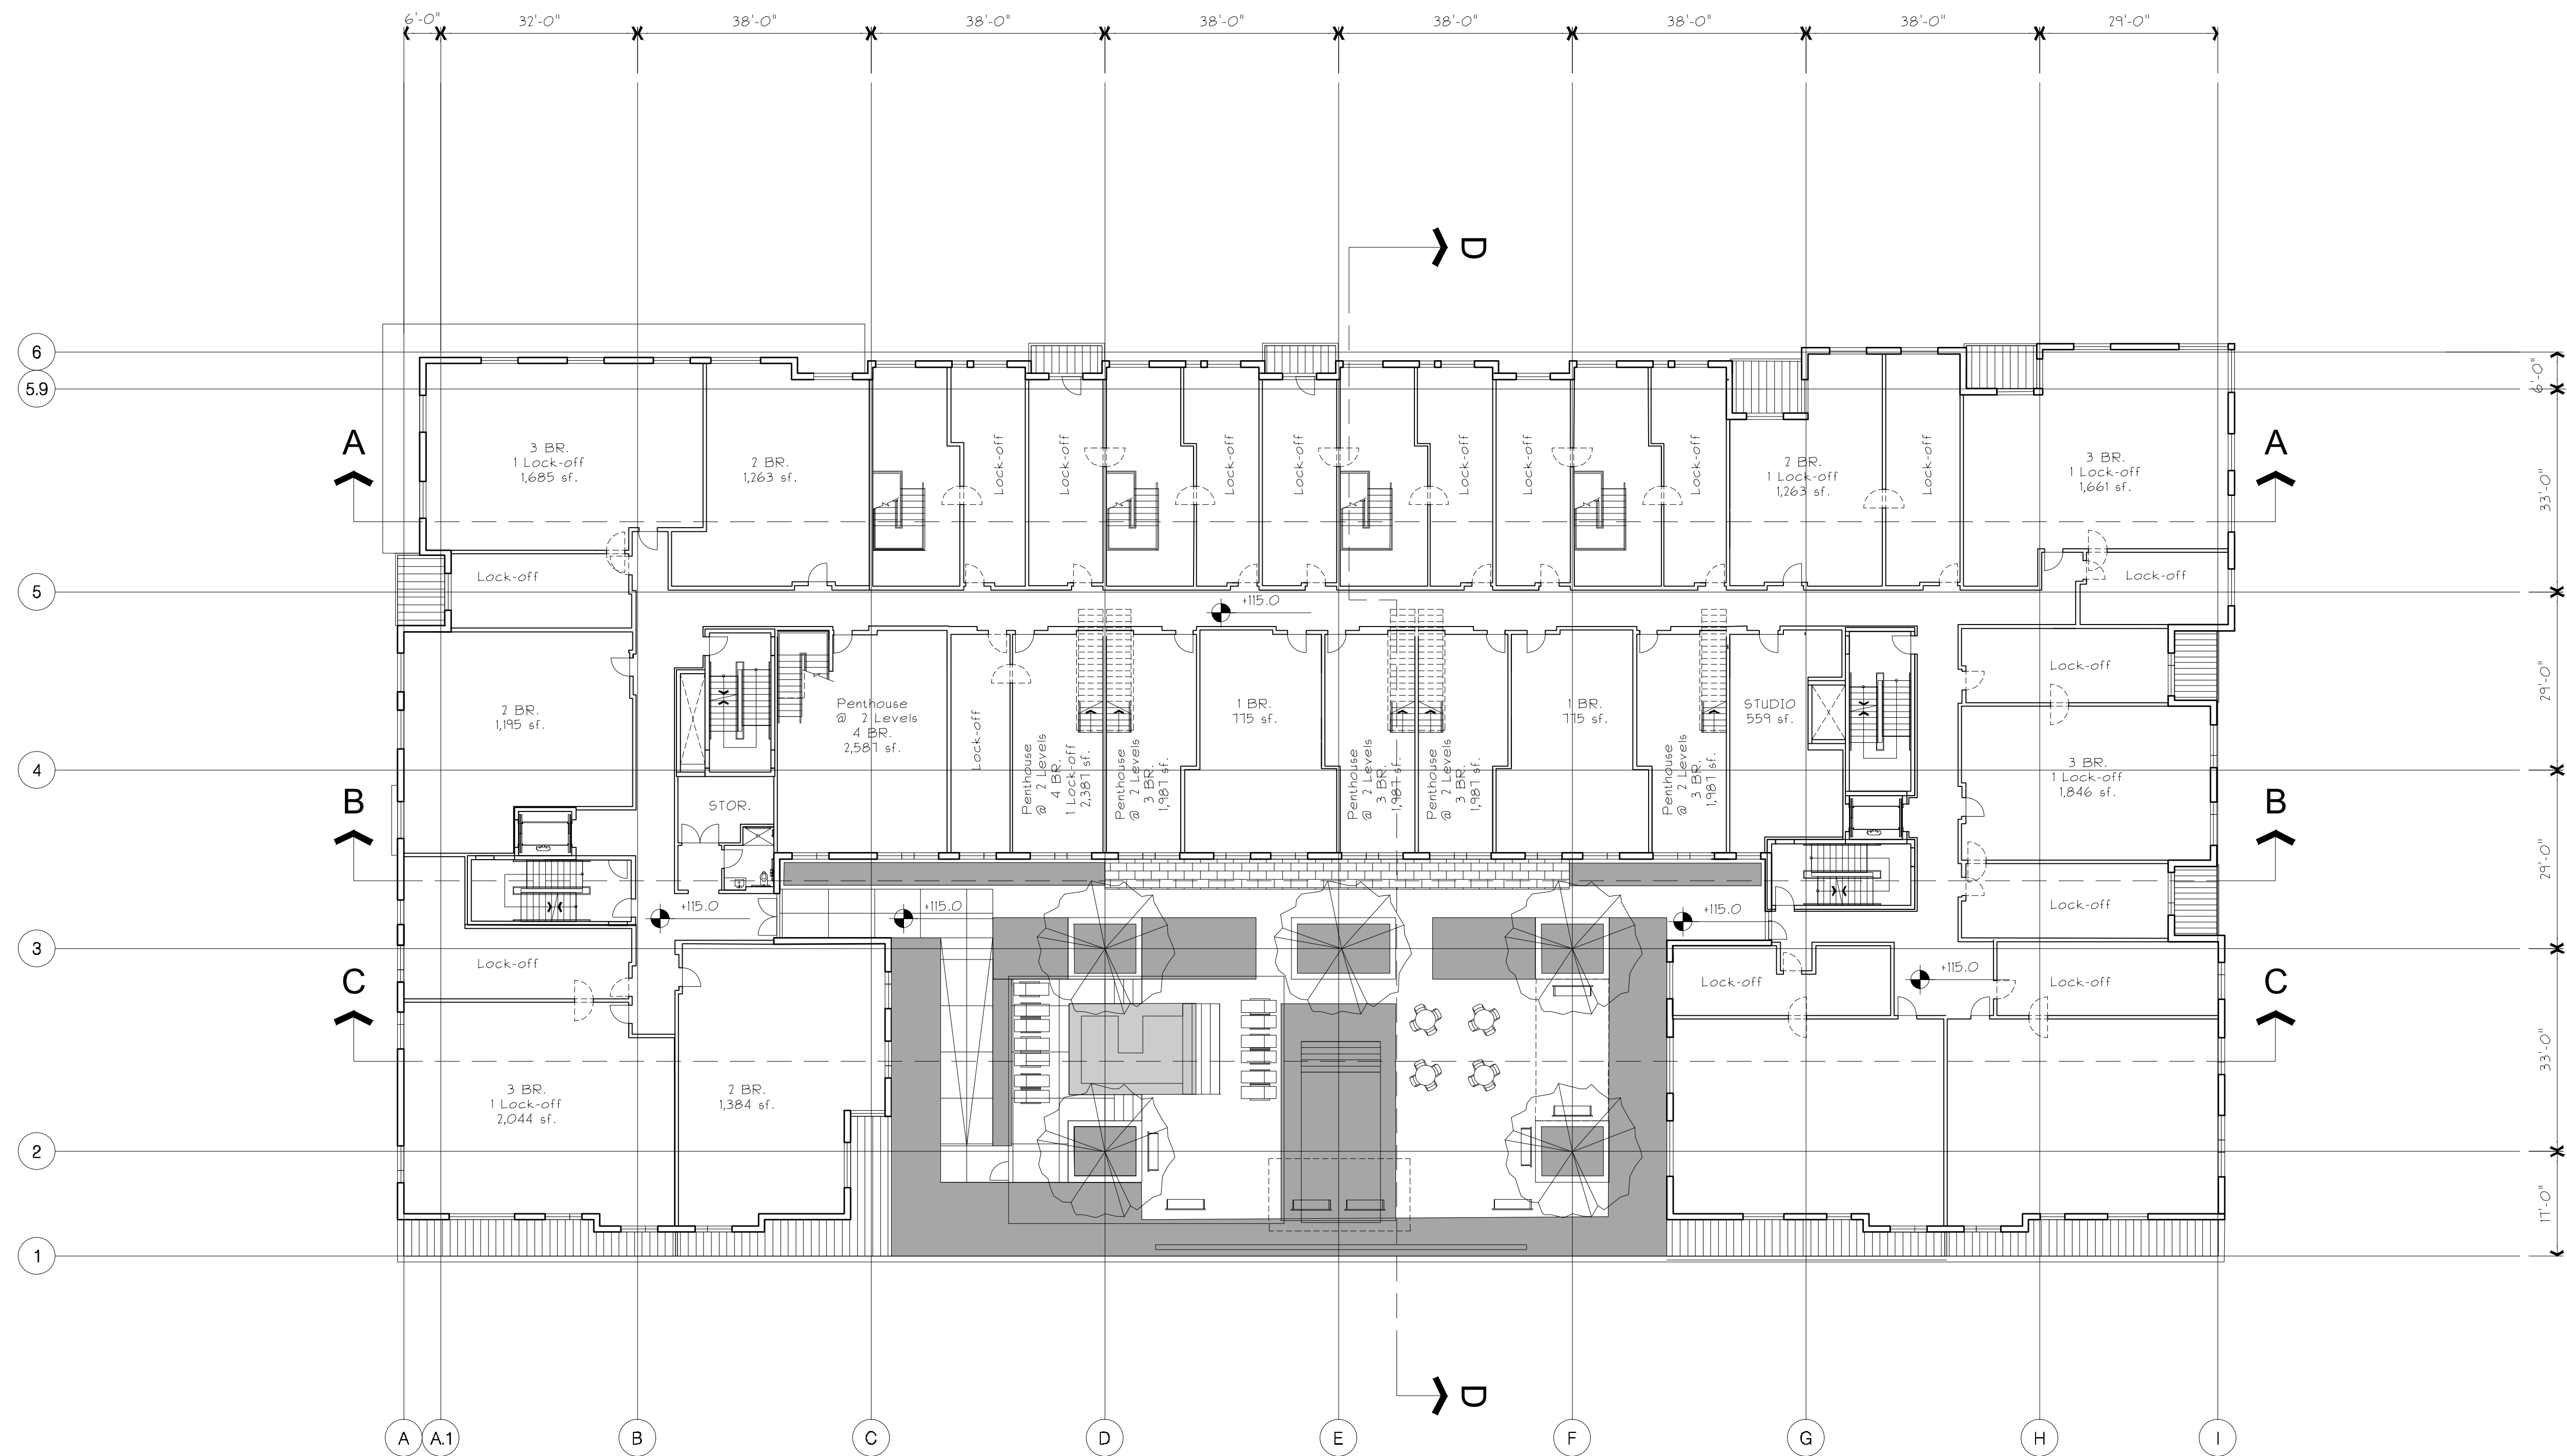 6'-0"
32'-0"
38'-0"
38'-0"
38'-0"
38'-0"
38'-0"
38'-0"
29'-0"
D
6
5.9
6'-0"
A
3 BR.
1 Lock-off
1,685 sf.
2 BR.
1,263 sf.
Lock-off
Lock-off
Lock-off
Lock-off
Lock-off
Lock-off
Lock-off
2 BR.
1 Lock-off
1,263 sf.
Lock-off
3 BR.
1 Lock-off
1,661 sf.
A
33'-0"
Lock-off
Lock-off
5
+115.0
Lock-off
2 BR.
1,195 sf.
Penthouse
@ 2 Levels
4 BR.
2,587 sf.
Lock-off
Penthouse
@ 2 Levels
4 BR.
1 Lock-off
2,387 sf.
Penthouse
@ 2 Levels
3 BR.
1,987 sf.
1 BR.
775 sf.
Penthouse
@ 2 Levels
3 BR.
1,987 sf.
Penthouse
@ 2 Levels
3 BR.
1,987 sf.
1 BR.
775 sf.
Penthouse
@ 2 Levels
3 BR.
1,987 sf.
STUDIO
559 sf.
29'-0"
4
3 BR.
1 Lock-off
1,846 sf.
B
STOR.
B
29'-0"
+115.0
+115.0
+115.0
Lock-off
3
Lock-off
+115.0
C
Lock-off
Lock-off
C
33'-0"
3 BR.
1 Lock-off
2,044 sf.
2 BR.
1,384 sf.
2
17'-0"
1
D
A
A.1
B
C
D
E
F
G
H
I